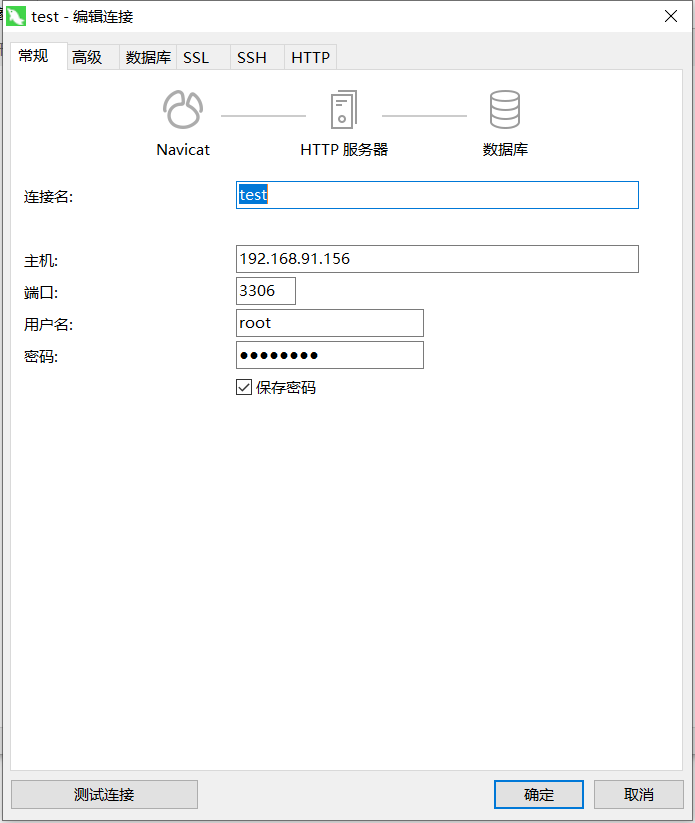 test - 编辑连接
常规 高级 数据库 SSL SSH HTTP
Navicat HTTP 服务器 数据库
连接名: test
主机: 192.168.91.156
端口: 3306
用户名: root
密码: ●●●●●●●●
保存密码
测试连接 确定 取消